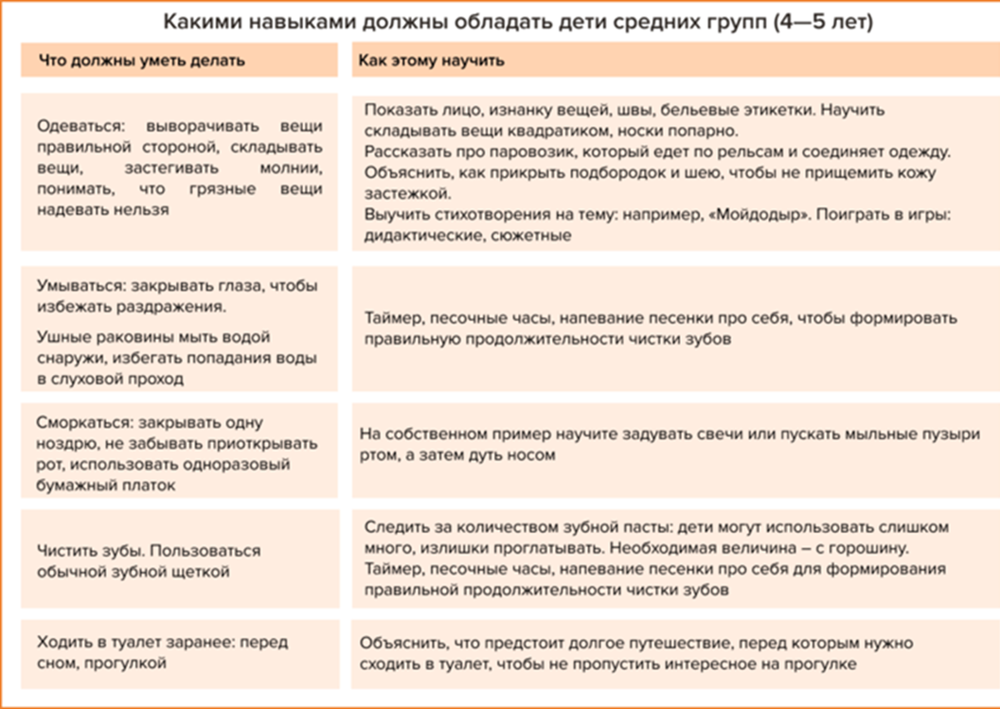 Какими навыками должны обладать дети средних групп (4—5 лет)
Что должны уметь делать
Как этому научить
Одеваться: выворачивать вещи
правильной стороной, складывать
вещи, застегивать молнии,
понимать, что грязные вещи
надевать нельзя
Показать лицо, изнанку вещей, швы, бельевые этикетки. Научить
складывать вещи квадратиком, носки попарно.
Рассказать про паровозик, который едет по рельсам и соединяет одежду.
Объяснить, как прикрыть подбородок и шею, чтобы не прищемить кожу
застежкой.
Выучить стихотворения на тему: например, «Мойдодыр». Поиграть в игры:
дидактические, сюжетные
Умываться: закрывать глаза, чтобы
избежать раздражения.
Ушные раковины мыть водой
снаружи, избегать попадания воды
в слуховой проход
Таймер, песочные часы, напевание песенки про себя, чтобы формировать
правильную продолжительности чистки зубов
Сморкаться: закрывать одну
ноздрю, не забывать приоткрывать
рот, использовать одноразовый
бумажный платок
На собственном пример научите задувать свечи или пускать мыльные пузыри
ртом, а затем дуть носом
Чистить зубы. Пользоваться
обычной зубной щеткой
Следить за количеством зубной пасты: дети могут использовать слишком
много, излишки проглатывать. Необходимая величина – с горошину.
Таймер, песочные часы, напевание песенки про себя для формирования
правильной продолжительности чистки зубов
Ходить в туалет заранее: перед
сном, прогулкой
Объяснить, что предстоит долгое путешествие, перед которым нужно
сходить в туалет, чтобы не пропустить интересное на прогулке